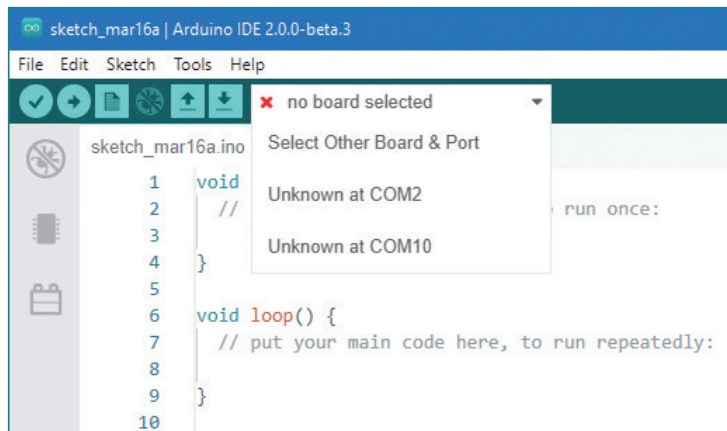 sketch_mar16a | Arduino IDE 2.0.0-beta.3
File Edit Sketch Tools Help
no board selected
Select Other Board & Port
Unknown at COM2
Unknown at COM10
sketch_mar16a.ino
1 void
2 // run once:
3
4 }
5
6 void loop() {
7 // put your main code here, to run repeatedly:
8
9 }
10